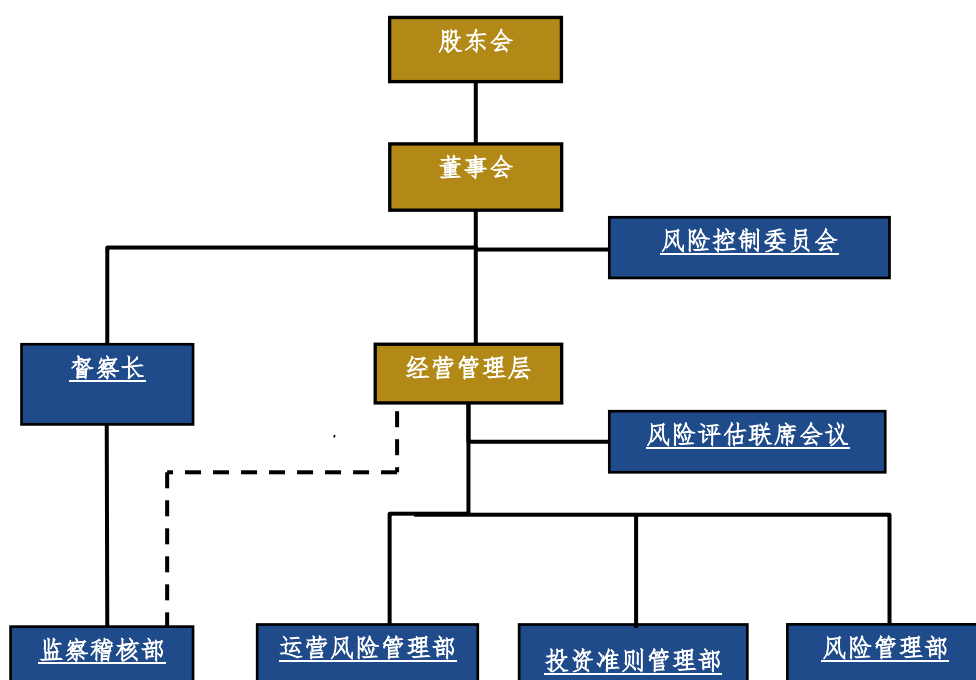 股东会
董事会
风险控制委员会
督察长
经营管理层
风险评估联席会议
监察稽核部
运营风险管理部
投资准则管理部
风险管理部